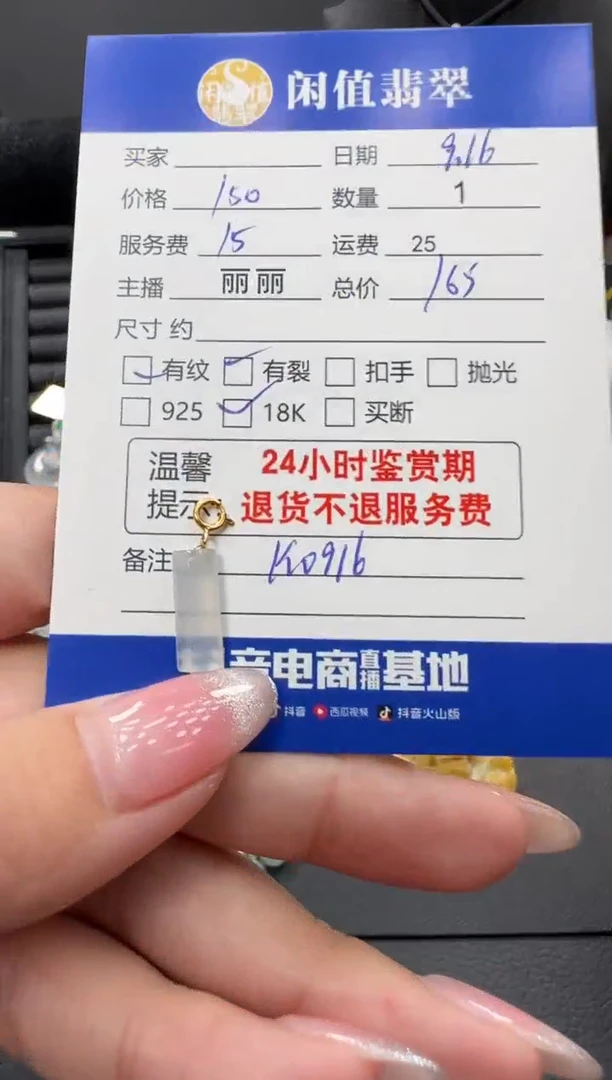 闲值翡翠
买家 日期 9.16
价格 150 数量 1
服务费 15 运费 25
主播 丽丽 总价 165
尺寸 约
有纹 有裂 扣手 抛光
925 18K 买断
温馨 24小时鉴赏期
提示 退货不退服务费
备注 K0916
音电商直播基地
抖音 西瓜视频 抖音火山版